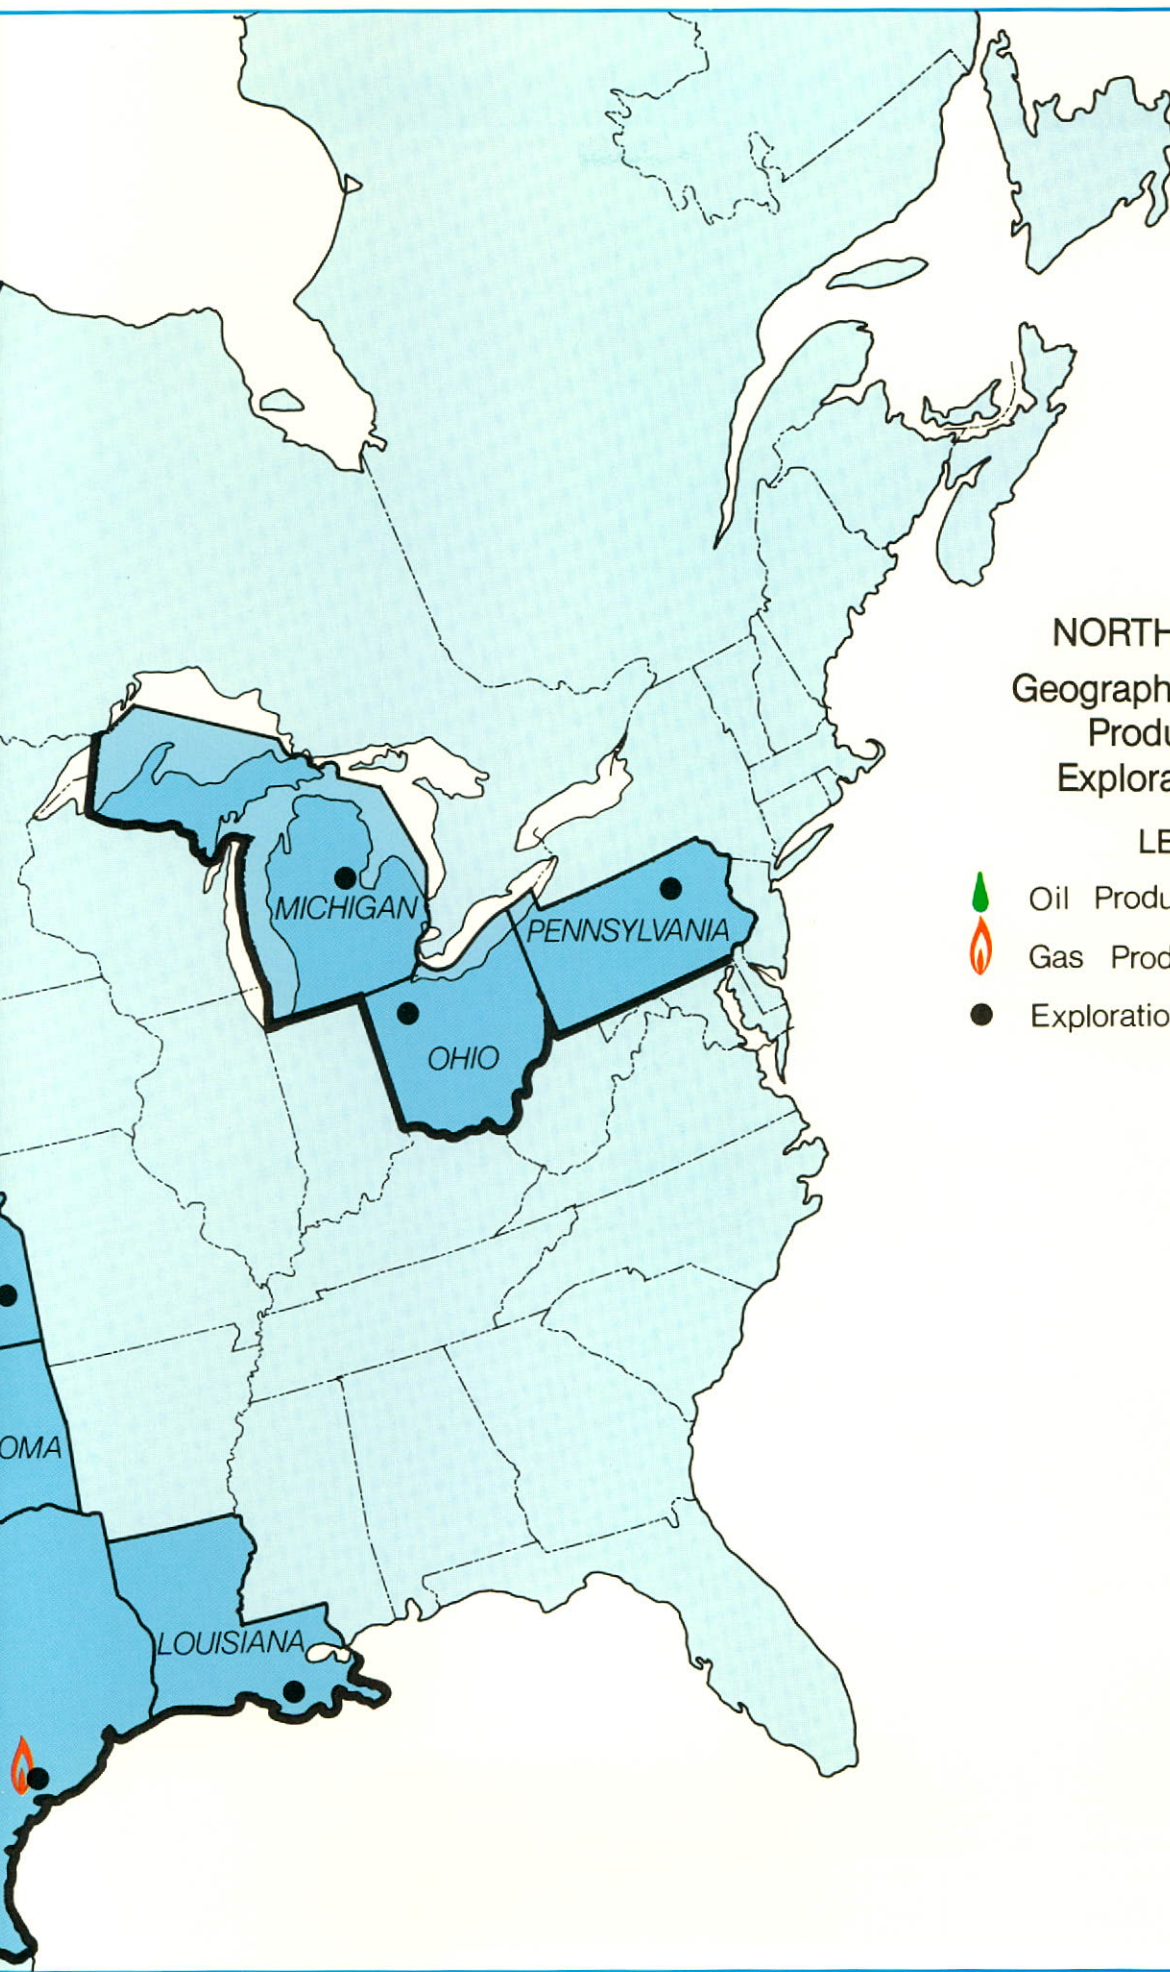 NORTH
Geograph
Produ
Explora
LE
Oil Produ
Gas Prod
Exploratio
MICHIGAN
PENNSYLVANIA
OHIO
OMA
LOUISIANA